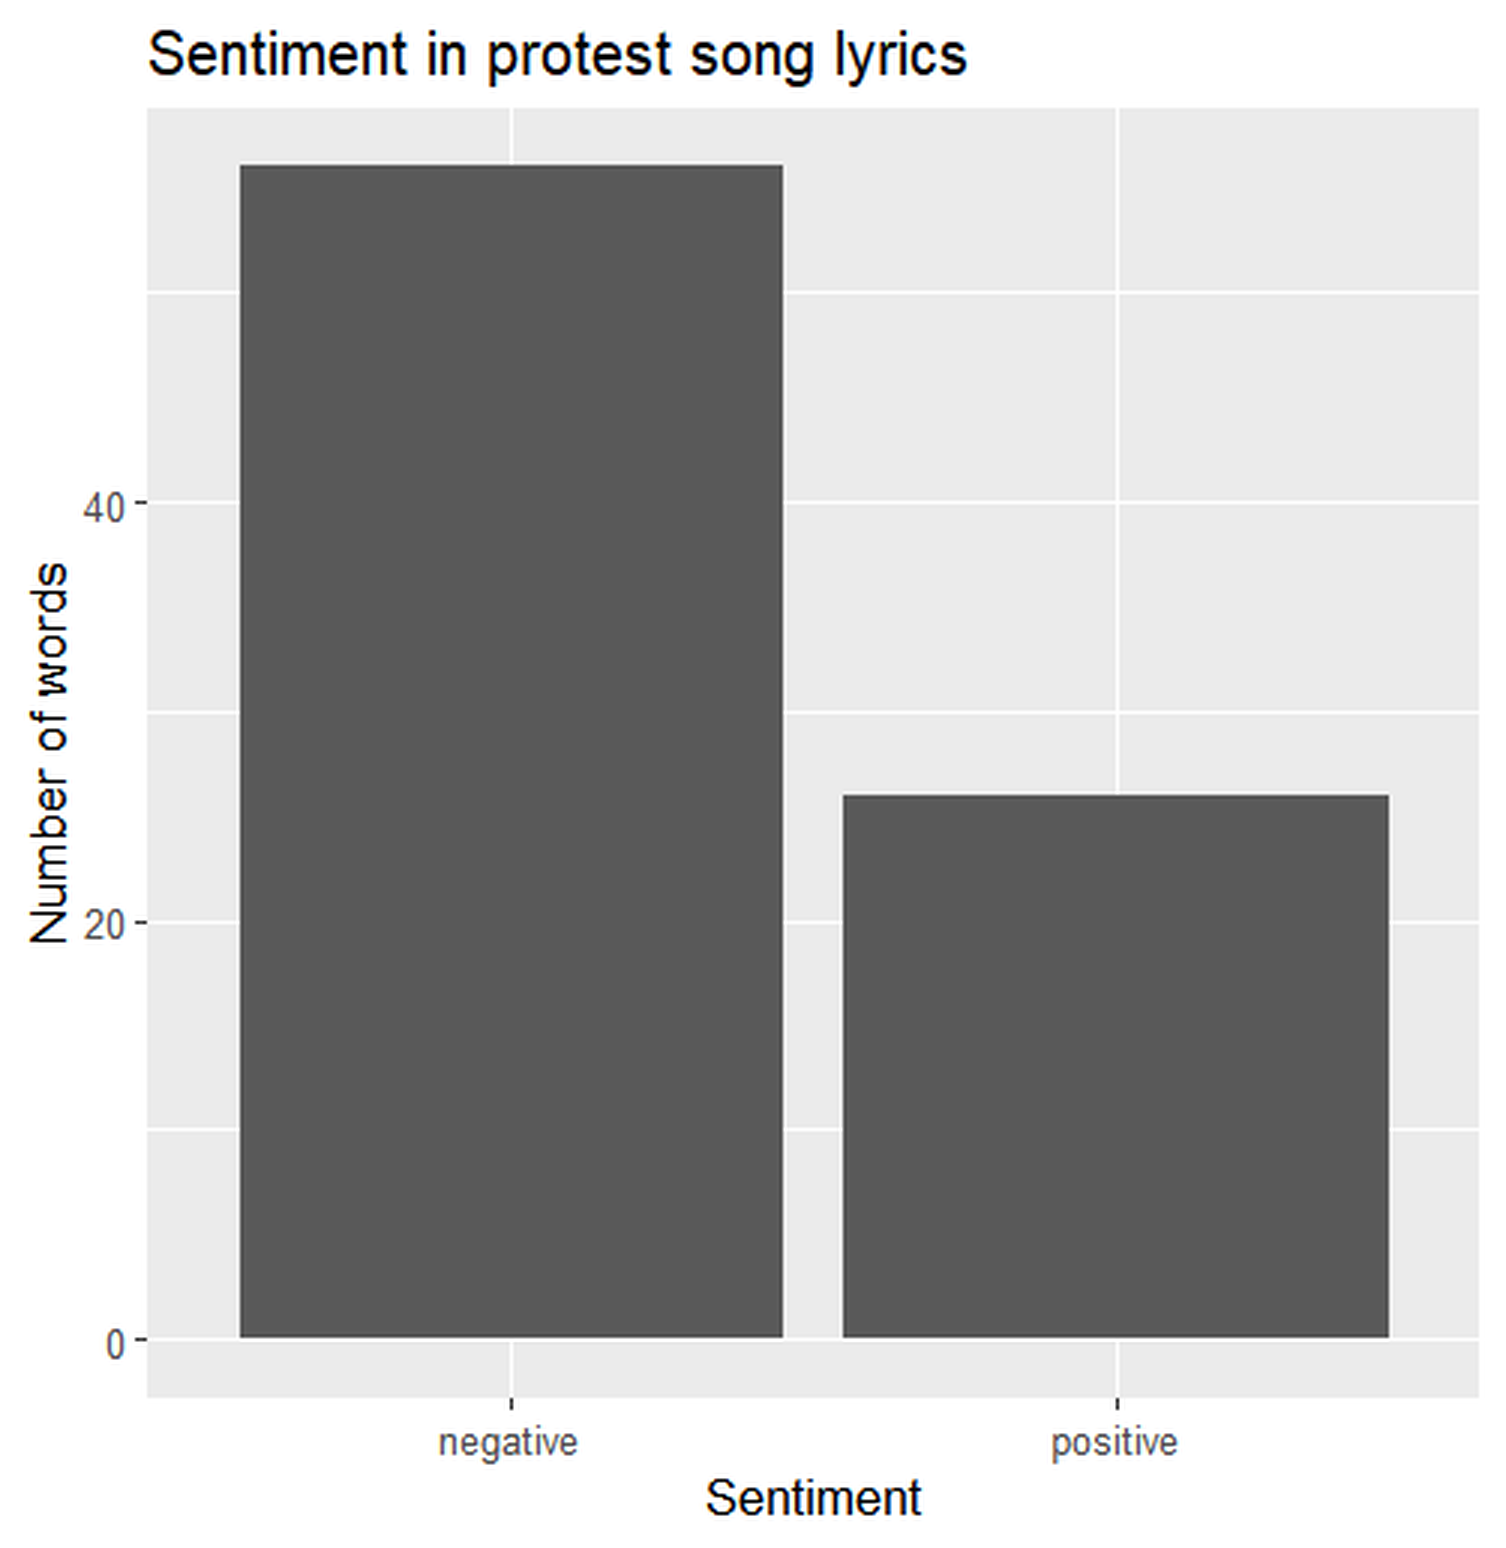 Sentiment in protest song lyrics
Number of words
40
20
0
negative
positive
Sentiment